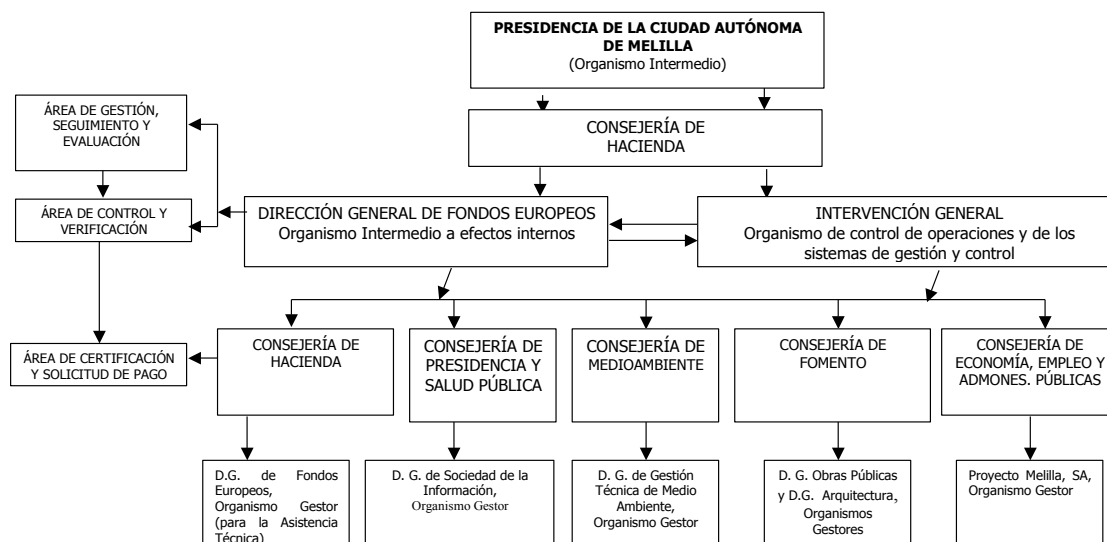 PRESIDENCIA DE LA CIUDAD AUTÓNOMA
DE MELILLA
(Organismo Intermedio)
ÁREA DE GESTIÓN,
SEGUIMIENTO Y
EVALUACIÓN
CONSEJERÍA DE
HACIENDA
ÁREA DE CONTROL Y
VERIFICACIÓN
DIRECCIÓN GENERAL DE FONDOS EUROPEOS
Organismo Intermedio a efectos internos
INTERVENCIÓN GENERAL
Organismo de control de operaciones y de los
sistemas de gestión y control
ÁREA DE CERTIFICACIÓN
Y SOLICITUD DE PAGO
CONSEJERÍA DE
HACIENDA
CONSEJERÍA DE
PRESIDENCIA Y
SALUD PÚBLICA
CONSEJERÍA DE
MEDIOAMBIENTE
CONSEJERÍA DE
FOMENTO
CONSEJERÍA DE
ECONOMÍA, EMPLEO Y
ADMONES. PÚBLICAS
D.G. de Fondos
Europeos,
Organismo Gestor
(para la Asistencia
Técnica)
D. G. de Sociedad de la
Información,
Organismo Gestor
D. G. de Gestión
Técnica de Medio
Ambiente,
Organismo Gestor
D. G. Obras Públicas
y D.G. Arquitectura,
Organismos
Gestores
Proyecto Melilla, SA,
Organismo Gestor